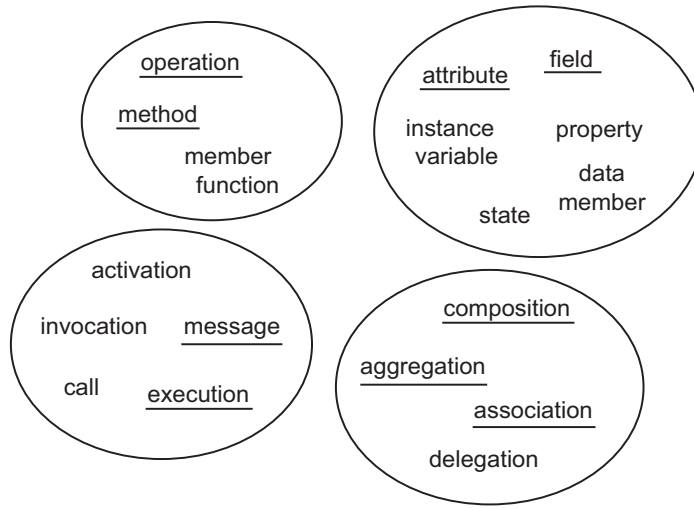 operation
method
member
function
attribute
field
instance
variable
property
data
member
state
activation
invocation
message
call
execution
composition
aggregation
association
delegation